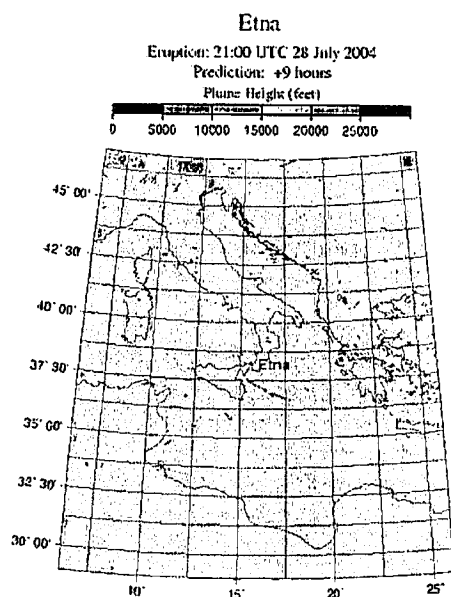 Etna
Eruption: 21:00 UTC 28 July 2004
Prediction: +9 hours
Plume Height (feet)
0 5000 10000 15000 20000 25000
45° 00'
42° 30'
40° 00'
Etna
37° 30'
35° 00'
32° 30'
30° 00'
10° 15° 20° 25°